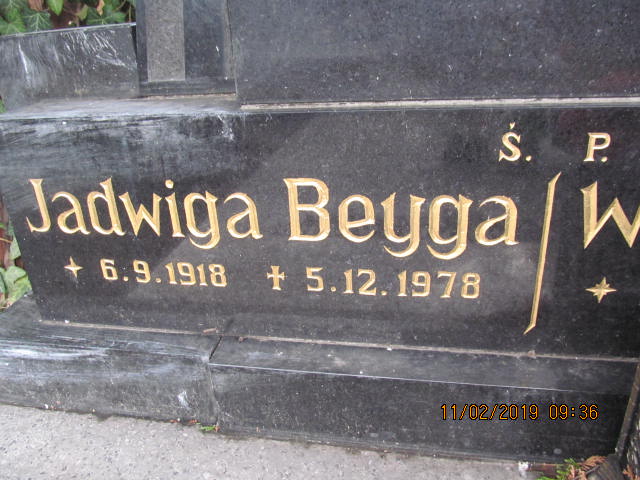 Ś. P.
Jadwiga Beyga W
6.9.1918 † 5.12.1978
11/02/2019 09:36